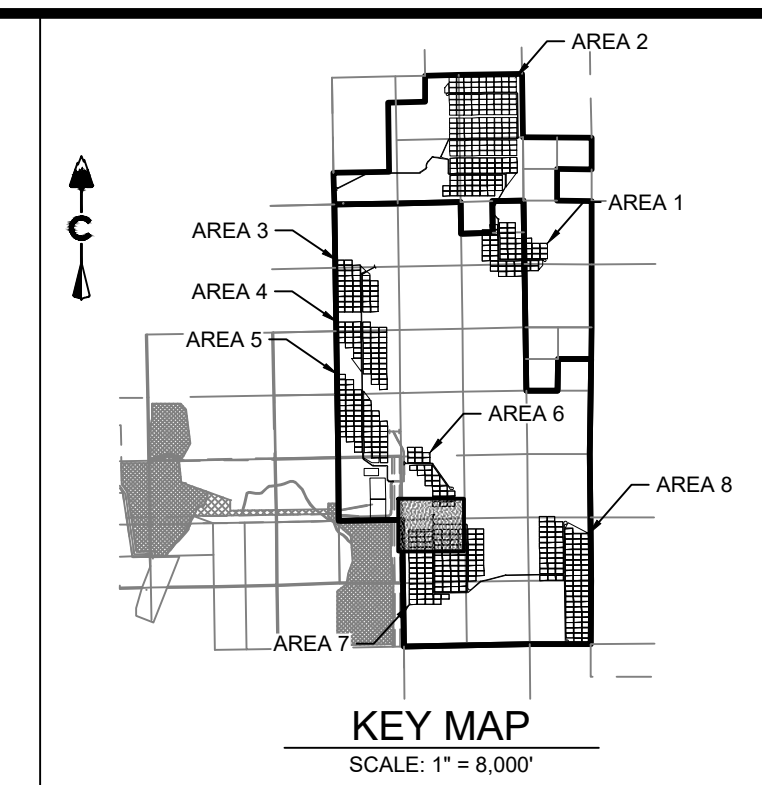 AREA 2
AREA 1
AREA 3
AREA 4
AREA 5
AREA 6
AREA 8
AREA 7
C
KEY MAP
SCALE: 1" = 8,000'